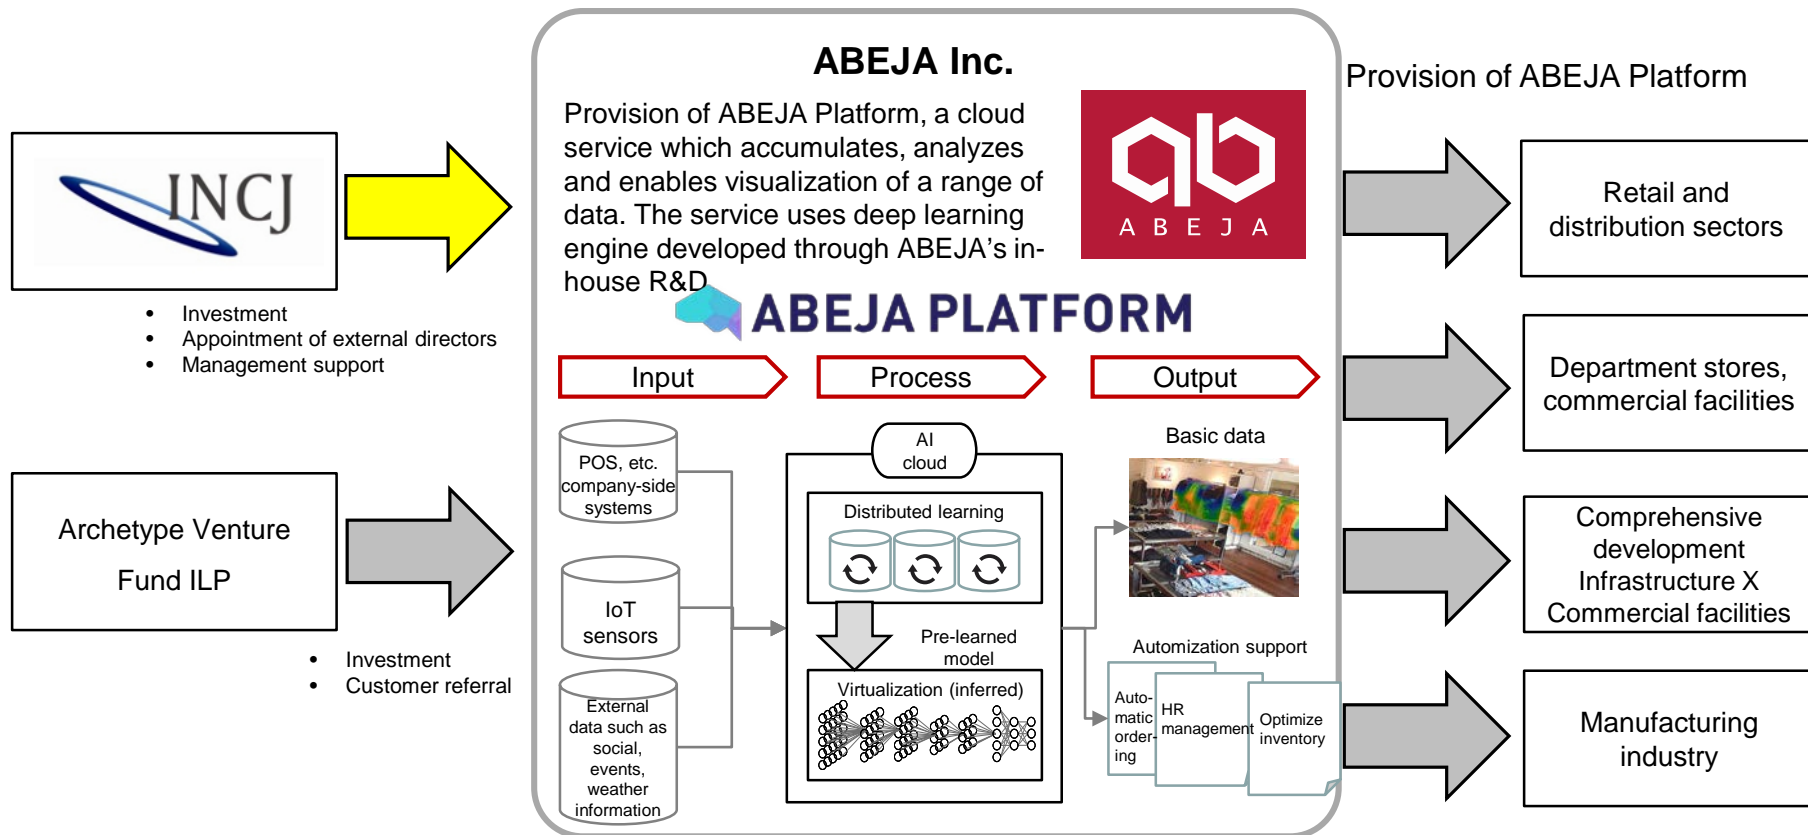 ABEJA Inc.
Provision of ABEJA Platform, a cloud
service which accumulates, analyzes
and enables visualization of a range of
data. The service uses deep learning
engine developed through ABEJA’s in-
house R&D
ABEJA
ABEJA PLATFORM
INCJ
• Investment
• Appointment of external directors
• Management support
Archetype Venture
Fund ILP
• Investment
• Customer referral
Input
Process
Output
POS, etc.
company-side
systems
IoT
sensors
External
data such as
social,
events,
weather
information
AI
cloud
Distributed learning
Pre-learned
model
Virtualization (inferred)
Basic data
Automization support
Auto-
matic
order-
ing
HR
management
Optimize
inventory
Provision of ABEJA Platform
Retail and
distribution sectors
Department stores,
commercial facilities
Comprehensive
development
Infrastructure X
Commercial facilities
Manufacturing
industry